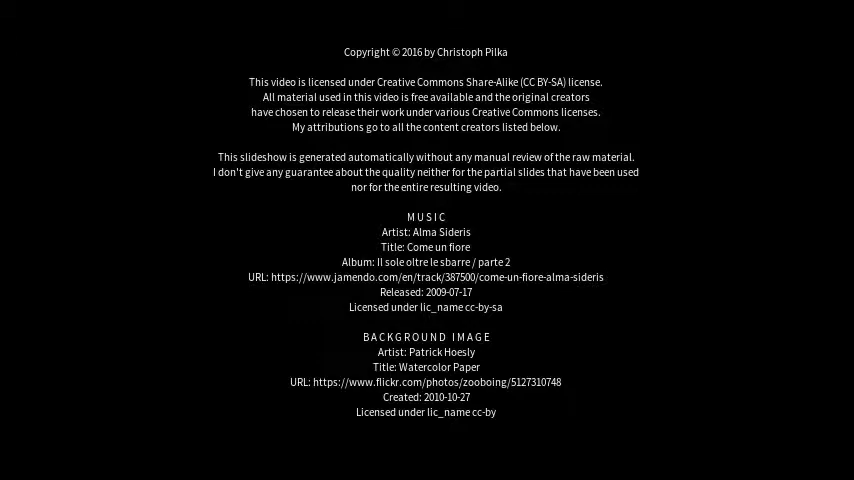 Copyright © 2016 by Christoph Pilka
This video is licensed under Creative Commons Share-Alike (CC BY-SA) license.
All material used in this video is free available and the original creators
have chosen to release their work under various Creative Commons licenses.
My attributions go to all the content creators listed below.
This slideshow is generated automatically without any manual review of the raw material.
I don't give any guarantee about the quality neither for the partial slides that have been used
nor for the entire resulting video.
M U S I C
Artist: Alma Sideris
Title: Come un fiore
Album: Il sole oltre le sbarre / parte 2
URL: https://www.jamendo.com/en/track/387500/come-un-fiore-alma-sideris
Released: 2009-07-17
Licensed under lic_name cc-by-sa
B A C K G R O U N D   I M A G E
Artist: Patrick Hoesly
Title: Watercolor Paper
URL: https://www.flickr.com/photos/zooboing/5127310748
Created: 2010-10-27
Licensed under lic_name cc-by